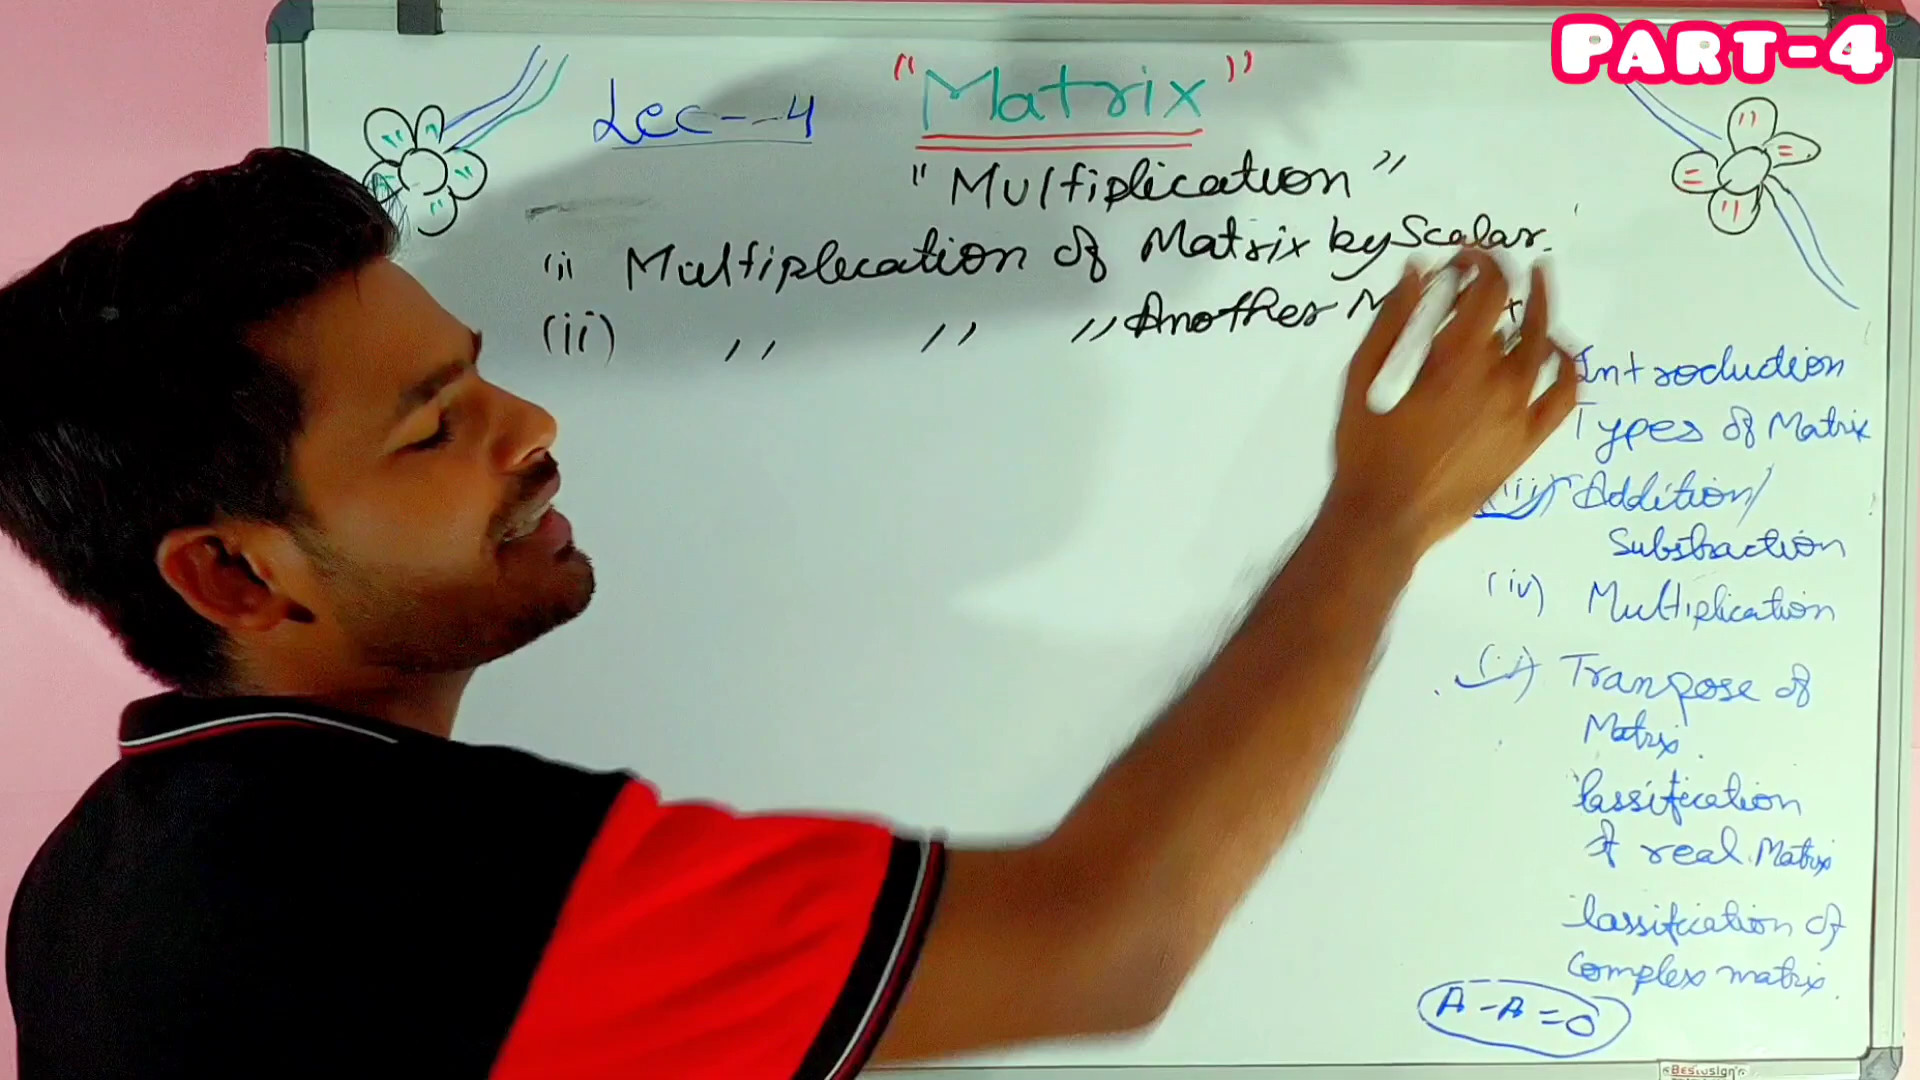 PART-4
Lec-4 "Matrix"
"Multiplication"
(i) Multiplecation of Matrix by Scalar.
(ii) ,, ,, ,, Another
Introduction
Types of Matrix
(iii) Addition/
Substraction
(iv) Multiplication
Tranpose of
Matrix.
lassification
of real Matrix
lassification of
complex matrix.
A-A=0